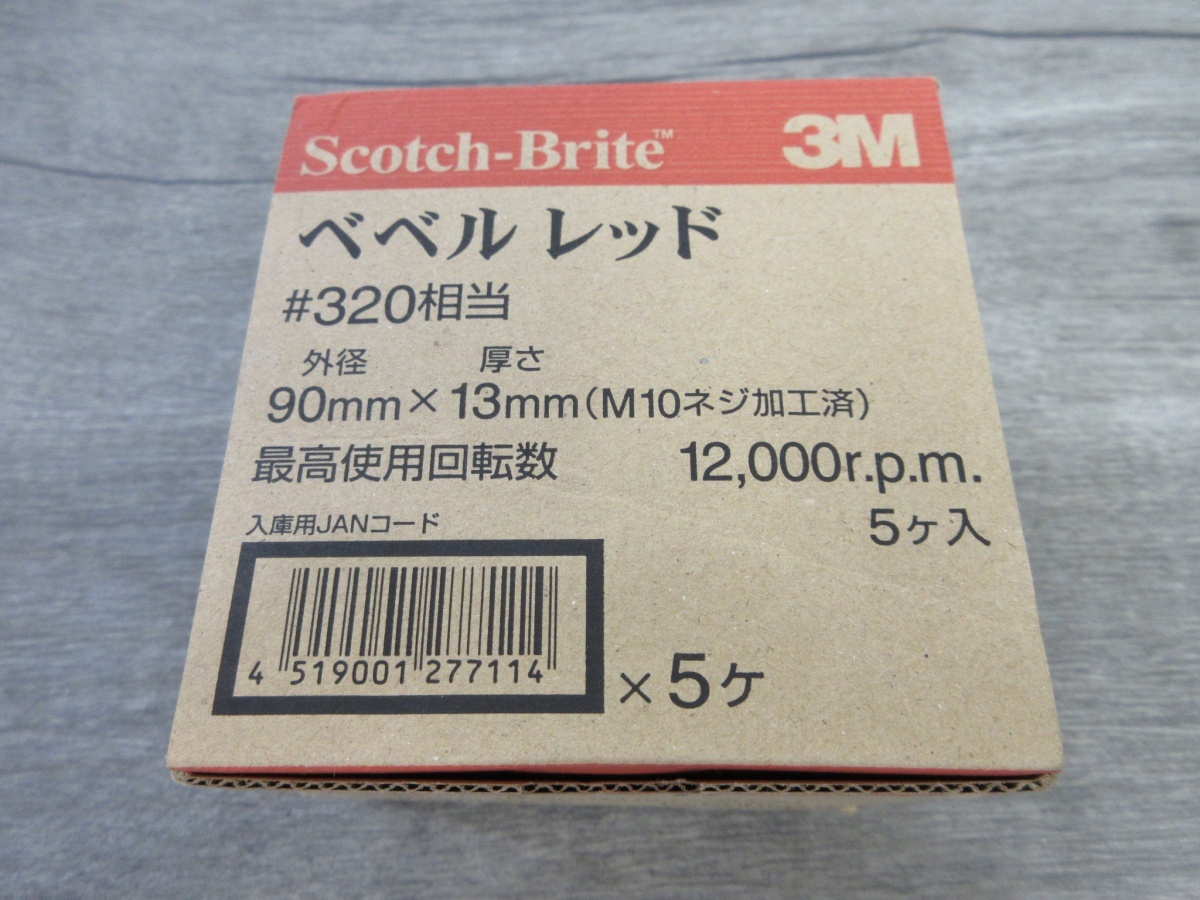 Scotch-Brite™ 3M
ベベル レッド
#320相当
外径 厚さ
90mm×13mm(M10ネジ加工済)
最高使用回転数 12,000r.p.m.
入庫用JANコード 5ヶ入
4 519001 277114 ×5ケ